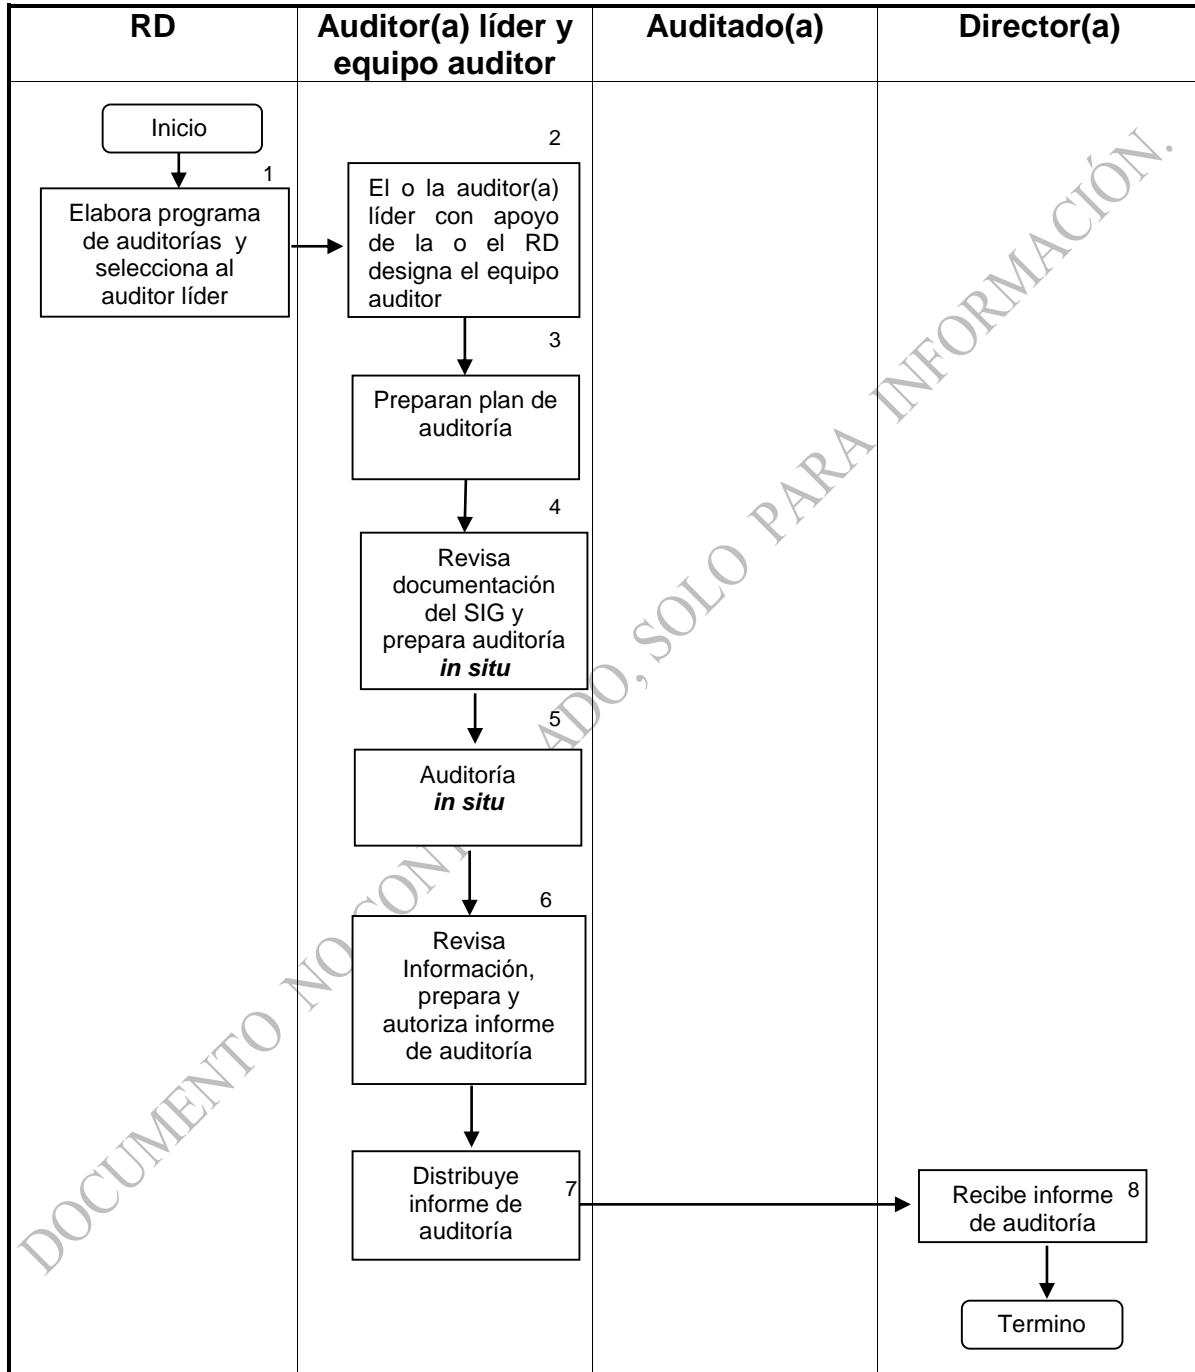 RD
Auditor(a) líder y
equipo auditor
Auditado(a)
Director(a)
Inicio
1
Elabora programa
de auditorías y
selecciona al
auditor líder
2
El o la auditor(a)
líder con apoyo
de la o el RD
designa el equipo
auditor
3
Preparan plan de
auditoría
4
Revisa
documentación
del SIG y
prepara auditoría
in situ
5
Auditoría
in situ
6
Revisa
Información,
prepara y
autoriza informe
de auditoría
Distribuye
informe de
auditoría
7
Recibe informe
de auditoría
8
Termino
DOCUMENTO NO CONT ADO, SOLO PARA INFORMACIÓN.